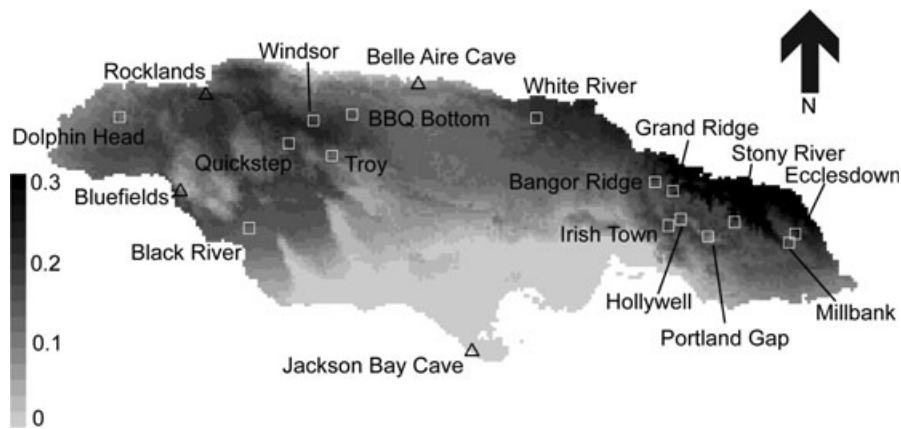 Windsor
Belle Aire Cave
Rocklands
White River
N
Dolphin Head
BBQ Bottom
Grand Ridge
Quickstep
Troy
Stony River
0.3
Bluefields
Bangor Ridge
Ecclesdown
Black River
Irish Town
0.2
Hollywell
Millbank
0.1
Portland Gap
Jackson Bay Cave
0